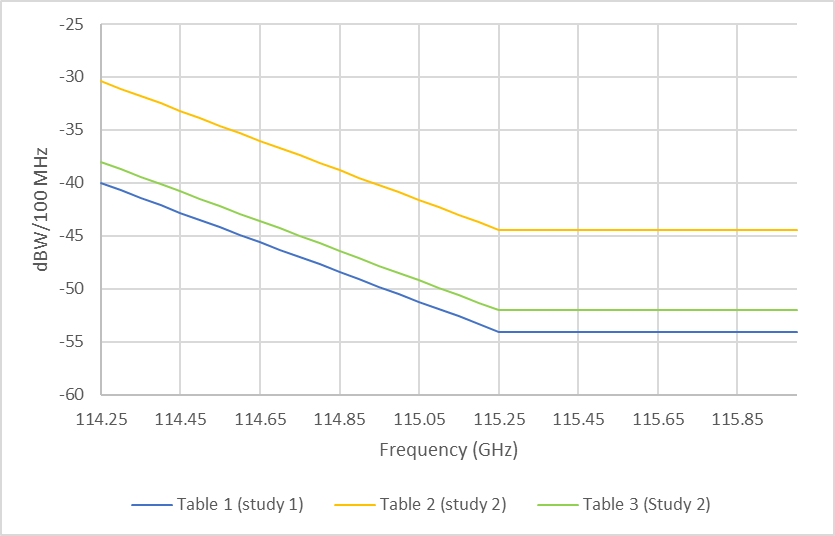 -25
-30
-35
-40
-45
-50
-55
-60
dBW/100 MHz
114.25 114.45 114.65 114.85 115.05 115.25 115.45 115.65 115.85
Frequency (GHz)
Table 1 (study 1) Table 2 (study 2) Table 3 (Study 2)